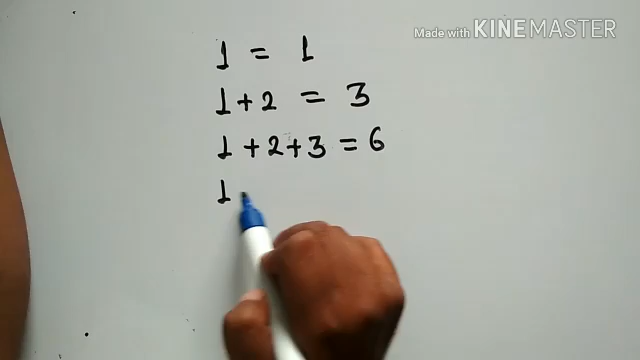 Made with KINEMASTER
1 = 1
1+2 = 3
1+2+3 = 6
1